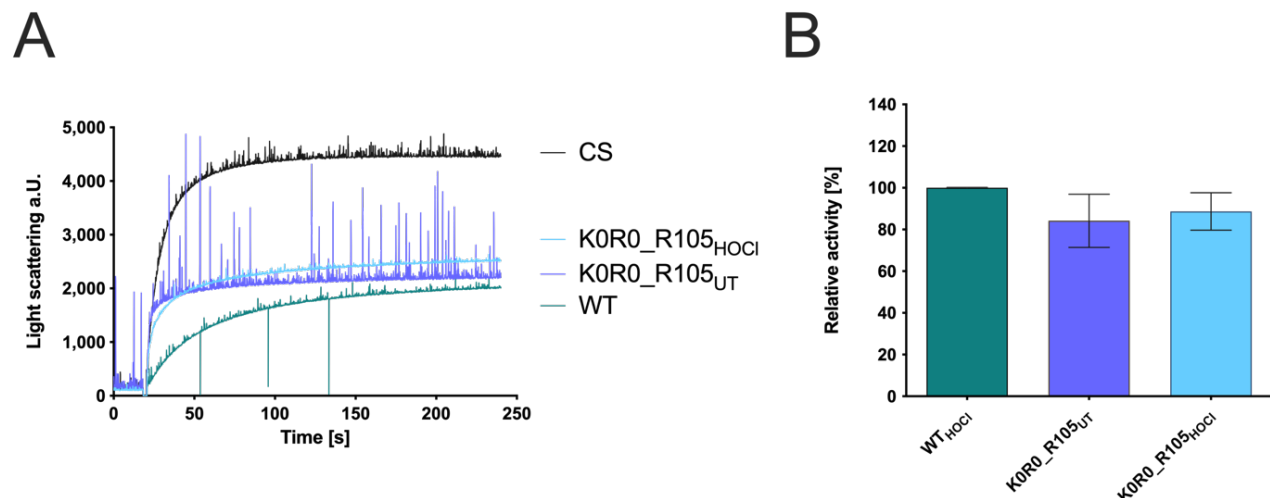 A
B
Light scattering a.U.
5,000
4,000
3,000
2,000
1,000
0
0
50
100
150
200
250
Time [s]
CS
K0R0_R105HOCl
K0R0_R105UT
WT
Relative activity [%]
140
120
100
80
60
40
20
0
WTHOCl
K0R0_R105UT
K0R0_R105HOCl